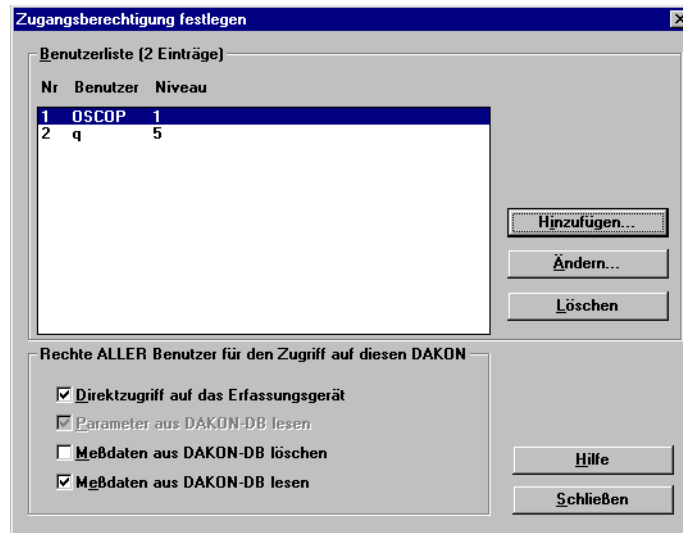 Zugangsberechtigung festlegen
Benutzerliste (2 Einträge)
Nr Benutzer Niveau
1 OSCOP 1
2 q 5
Hinzufügen...
Ändern...
Löschen
Rechte ALLER Benutzer für den Zugriff auf diesen DAKON
Direktzugriff auf das Erfassungsgerät
Parameter aus DAKON-DB lesen
Meßdaten aus DAKON-DB löschen
Meßdaten aus DAKON-DB lesen
Hilfe
Schließen